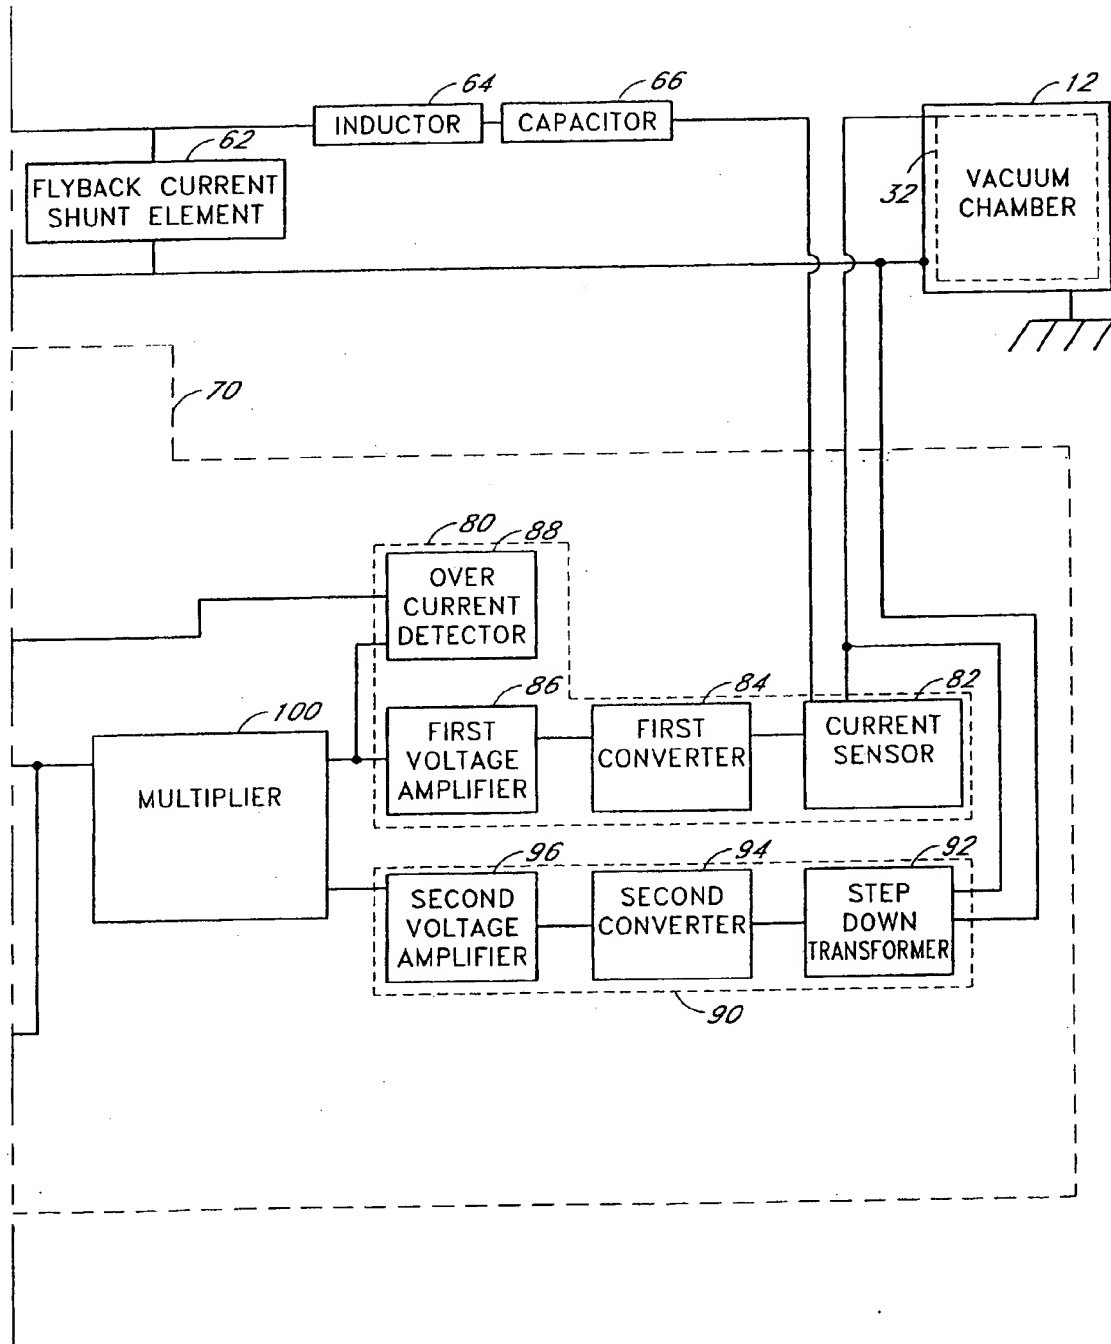 64
66
12
INDUCTOR
CAPACITOR
62
FLYBACK CURRENT
SHUNT ELEMENT
32
VACUUM
CHAMBER
70
80
88
OVER
CURRENT
DETECTOR
86
84
82
100
FIRST
VOLTAGE
AMPLIFIER
FIRST
CONVERTER
CURRENT
SENSOR
MULTIPLIER
96
94
92
SECOND
VOLTAGE
AMPLIFIER
SECOND
CONVERTER
STEP
DOWN
TRANSFORMER
90